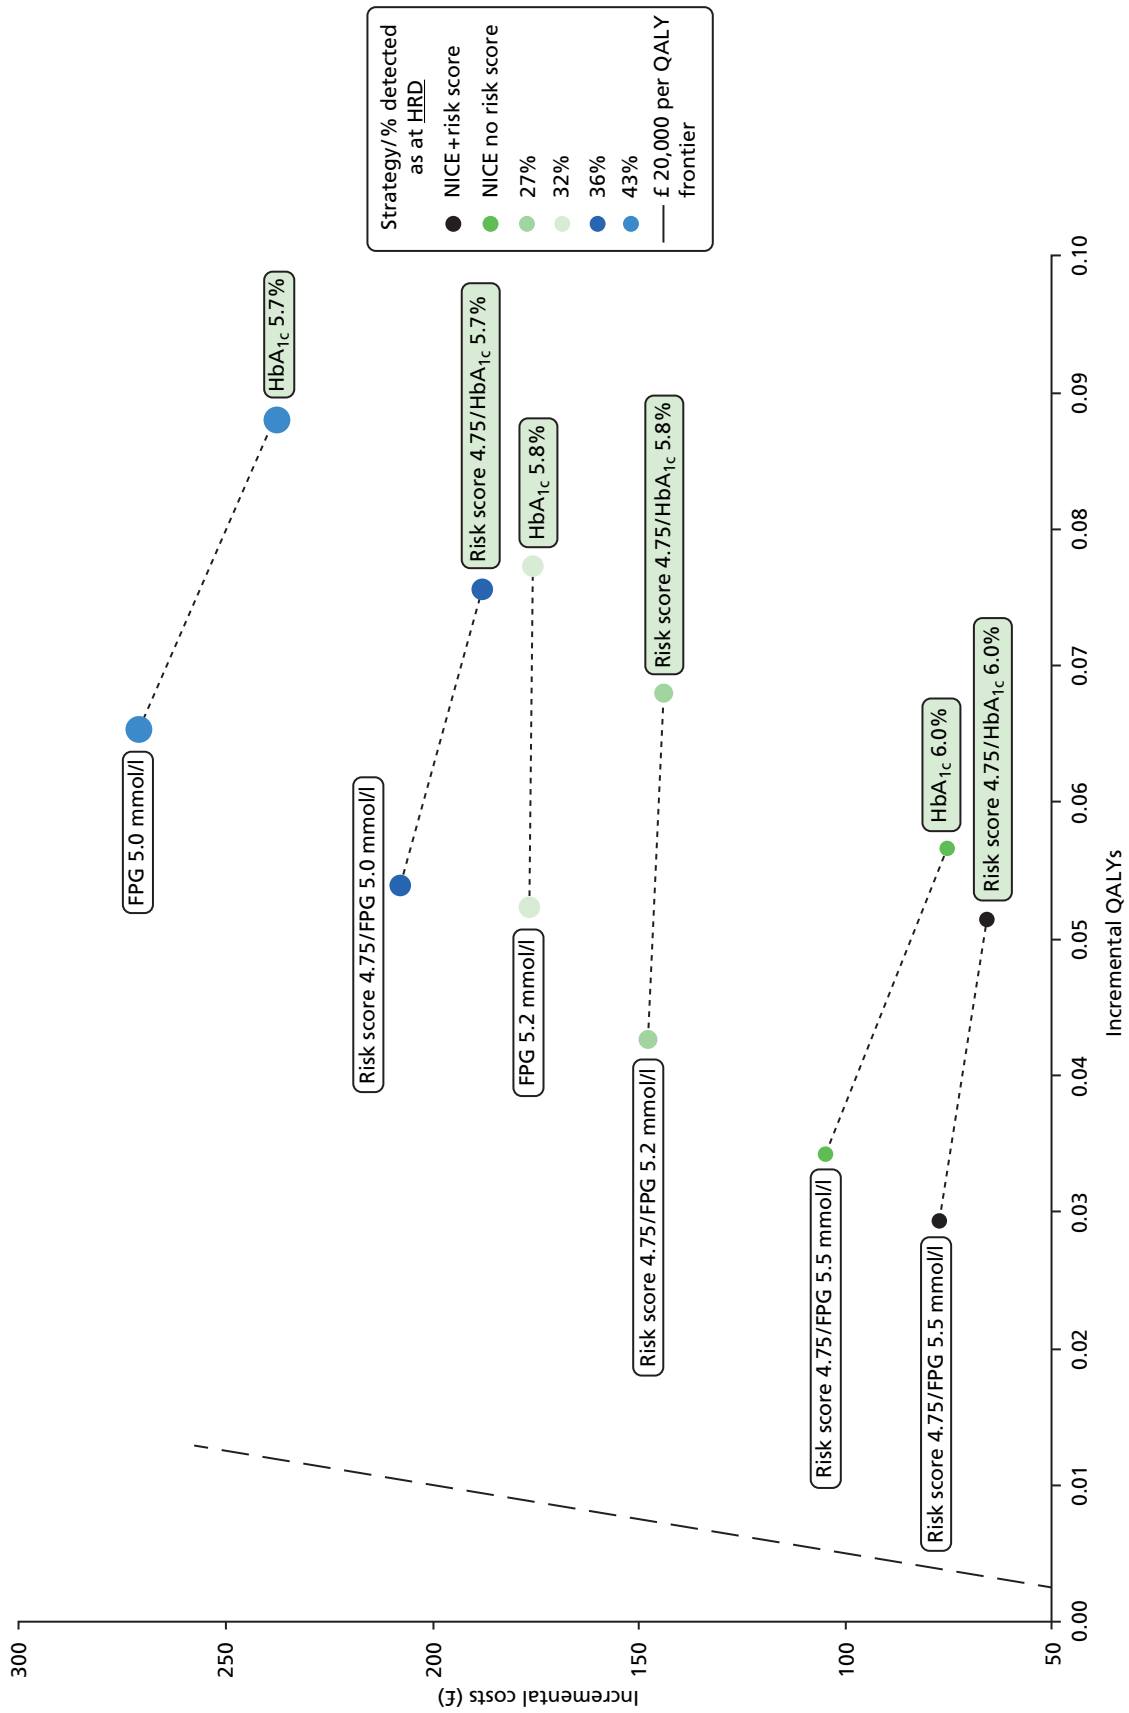 300
250
200
150
100
50
Incremental costs (£)
0.00
0.01
0.02
0.03
0.04
0.05
0.06
0.07
0.08
0.09
0.10
Incremental QALYs
FPG 5.0 mmol/l
HbA1c 5.7%
Risk score 4.75/FPG 5.0 mmol/l
Risk score 4.75/HbA1c 5.7%
FPG 5.2 mmol/l
HbA1c 5.8%
Risk score 4.75/FPG 5.2 mmol/l
Risk score 4.75/HbA1c 5.8%
Risk score 4.75/FPG 5.5 mmol/l
HbA1c 6.0%
Risk score 4.75/FPG 5.5 mmol/l
Risk score 4.75/HbA1c 6.0%
Strategy/% detected
as at HRD
NICE+risk score
NICE no risk score
27%
32%
36%
43%
£ 20,000 per QALY
frontier